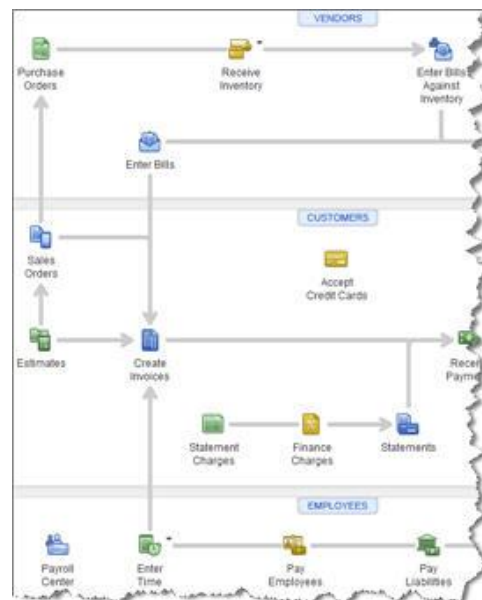 VENDORS
Purchase
Orders
Receive
Inventory
Enter Bills
Against
Inventory
Enter Bills
CUSTOMERS
Sales
Orders
Accept
Credit Cards
Estimates
Create
Invoices
Statement
Charges
Finance
Charges
Statements
EMPLOYEES
Payroll
Center
Enter
Time
Pay
Employees
Pay
Liabilities